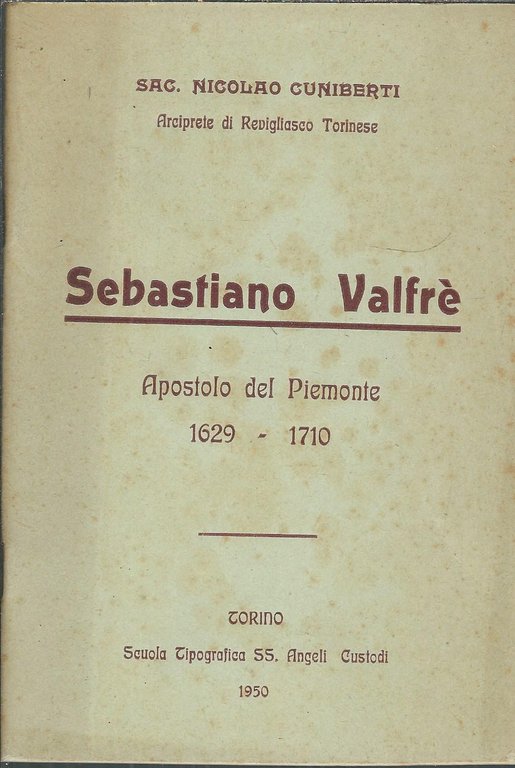 SAC. NICOLAO CUNIBERTI
Arciprete di Revigliasco Torinese
Sebastiano Valfrè
Apostolo del Piemonte
1629 - 1710
TORINO
Scuola Tipografica SS. Angeli Custodi
1950